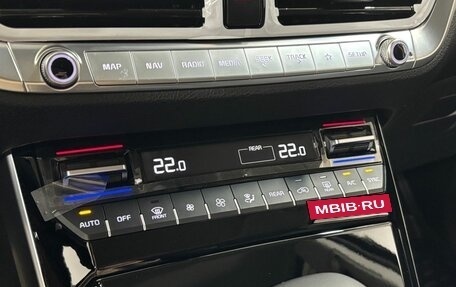 MAP NAV RADIO MEDIA SEEK TRACK ☆ SETUP
22.0 REAR 22.0
AUTO OFF FRONT REAR REAR A/C SYNC
MBIB.RU